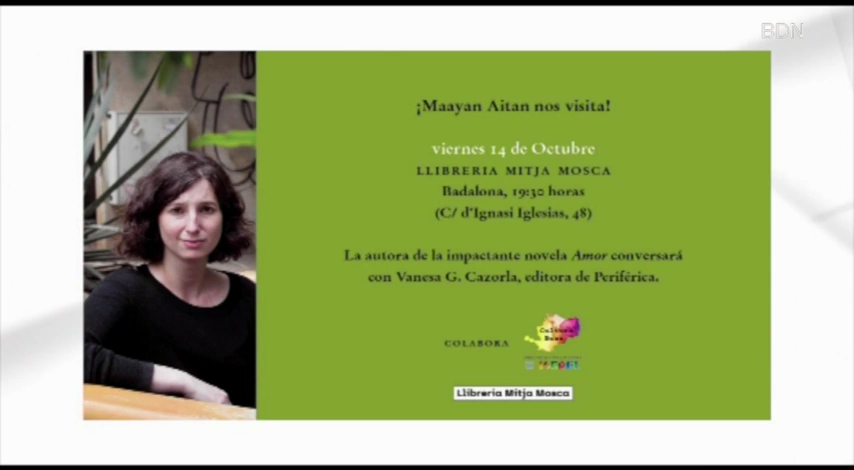 BDN
¡Maayan Aitan nos visita!
viernes 14 de Octubre
LLIBRERIA MITJA MOSCA
Badalona, 19:30 horas
(C/ d'Ignasi Iglesias, 48)
La autora de la impactante novela Amor conversará
con Vanesa G. Cazorla, editora de Periférica.
COLABORA
Llibreria Mitja Mosca